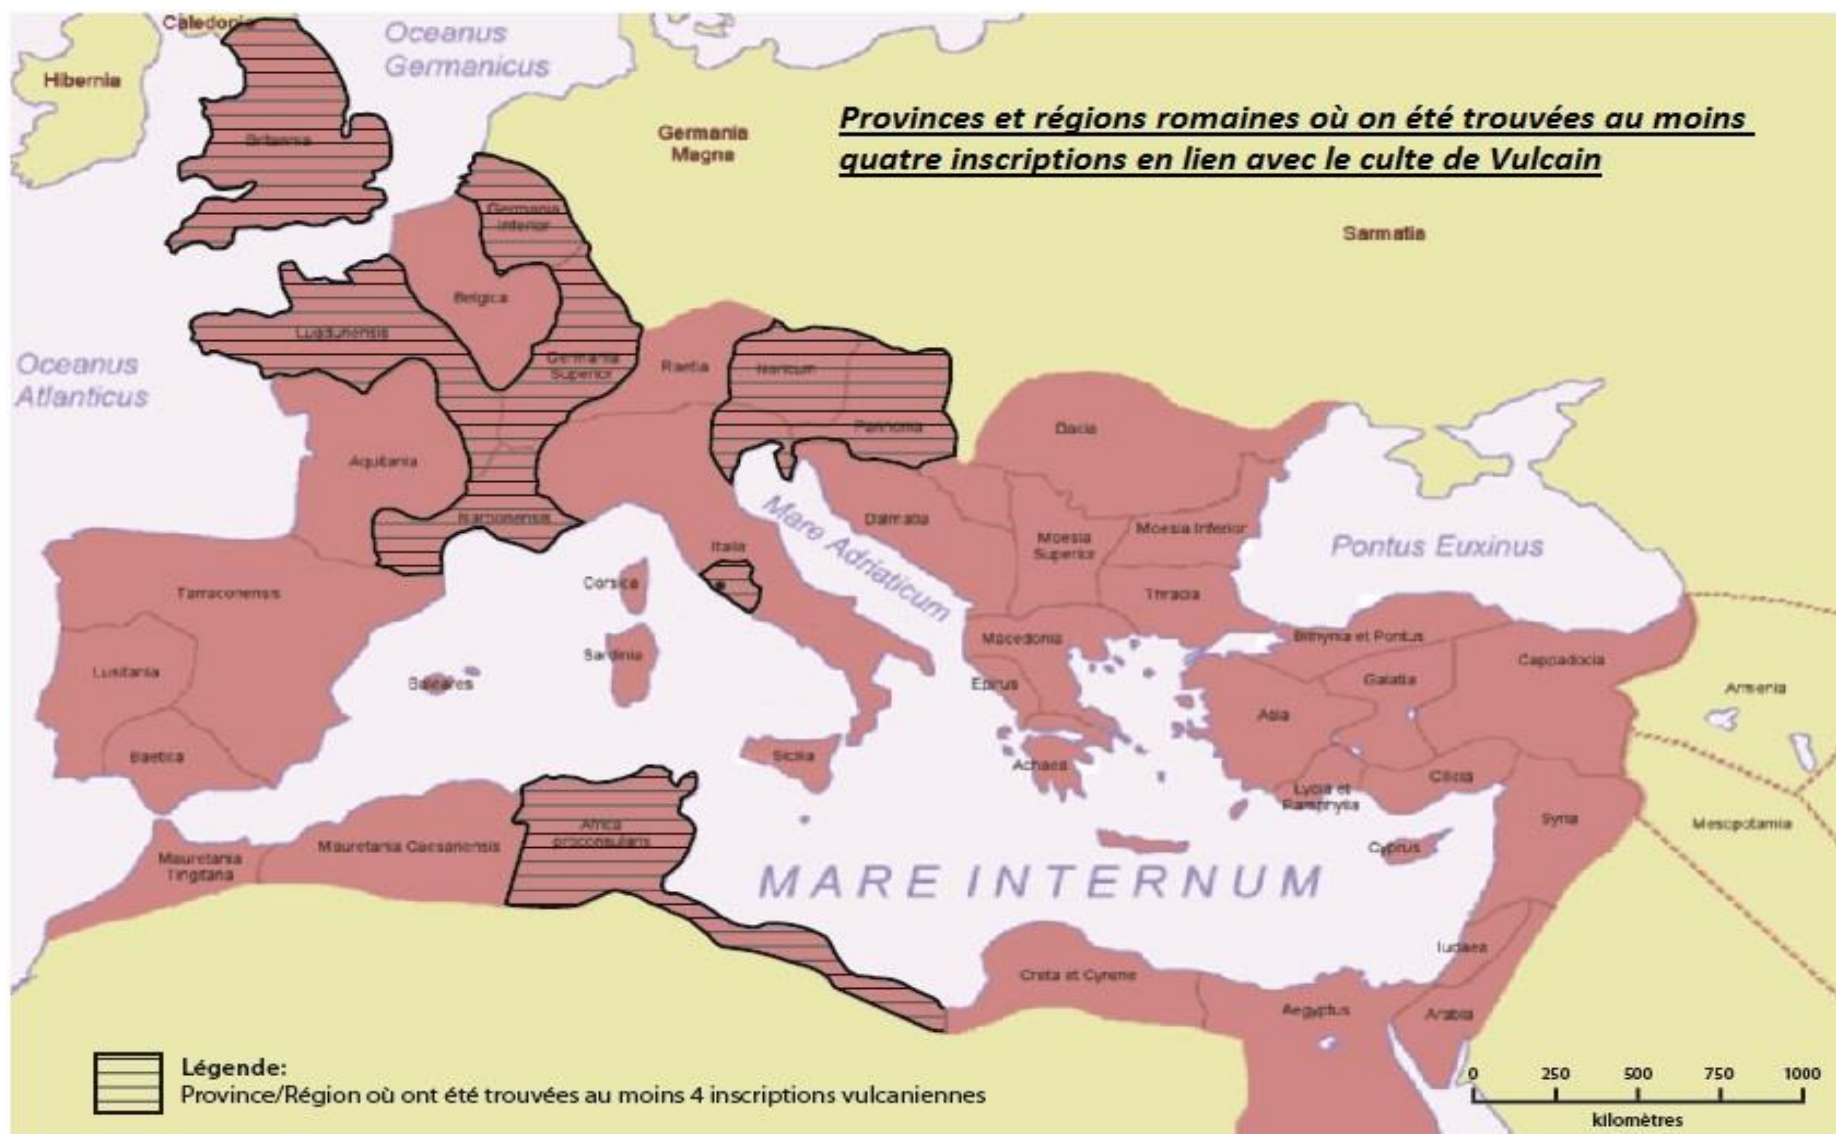 Caledonia
Oceanus
Germanicus
Hibernia
Provinces et régions romaines où on été trouvées au moins
quatre inscriptions en lien avec le culte de Vulcain
Germania
Magna
Britannia
Germania
Inferior
Sarmatia
Belgica
Lugdunensis
Oceanus
Atlanticus
Germania
Superior
Raetia
Noricum
Pannonia
Dacia
Aquitania
Narbonensis
Mare Adriaticum
Dalmatia
Moesia
Superior
Moesia Inferior
Pontus Euxinus
Italia
Corsica
Tarraconensis
Thracia
Macedonia
Bithynia et Pontus
Sardinia
Cappadocia
Lusitania
Baleares
Epirus
Galatia
Armenia
Asia
Baetica
Sicilia
Achaea
Cilicia
Lycia et
Pamphylia
Syria
Africa
proconsularis
Mesopotamia
Mauretania Caesariensis
Cyprus
Mauretania
Tingitana
MARE INTERNUM
Iudaea
Creta et Cyrene
Aegyptus
Arabia
Légende:
Province/Région où ont été trouvées au moins 4 inscriptions vulcaniennes
0 250 500 750 1000
kilomètres